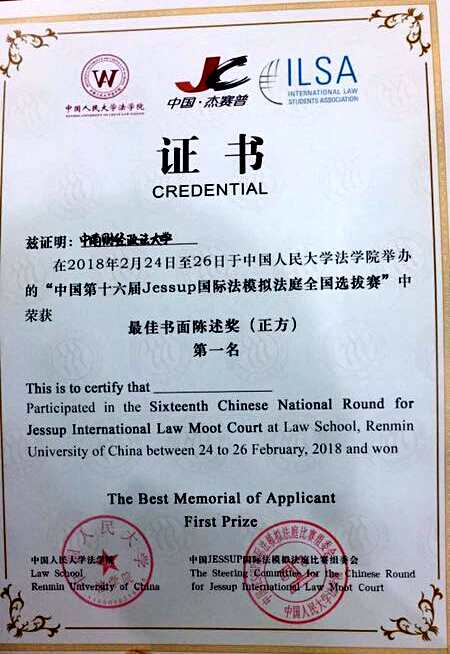 中国人民大学法学院
RENMIN UNIVERSITY OF CHINA LAW SCHOOL
JC
中国·杰赛普
ILSA
INTERNATIONAL LAW
STUDENTS ASSOCIATION
证书
CREDENTIAL
兹证明：中南财经政法大学
在2018年2月24日至26日于中国人民大学法学院举办
的“中国第十六届Jessup国际法模拟法庭全国选拔赛”中
荣获
最佳书面陈述奖（正方）
第一名
This is to certify that
Participated in the Sixteenth Chinese National Round for
Jessup International Law Moot Court at Law School, Renmin
University of China between 24 to 26 February, 2018 and won
The Best Memorial of Applicant
First Prize
中国人民大学法学院
Law School
Renmin University of China
中国JESSUP国际法模拟法庭比赛组委会
The Steering Committee for the Chinese Round
for Jessup International Law Moot Court